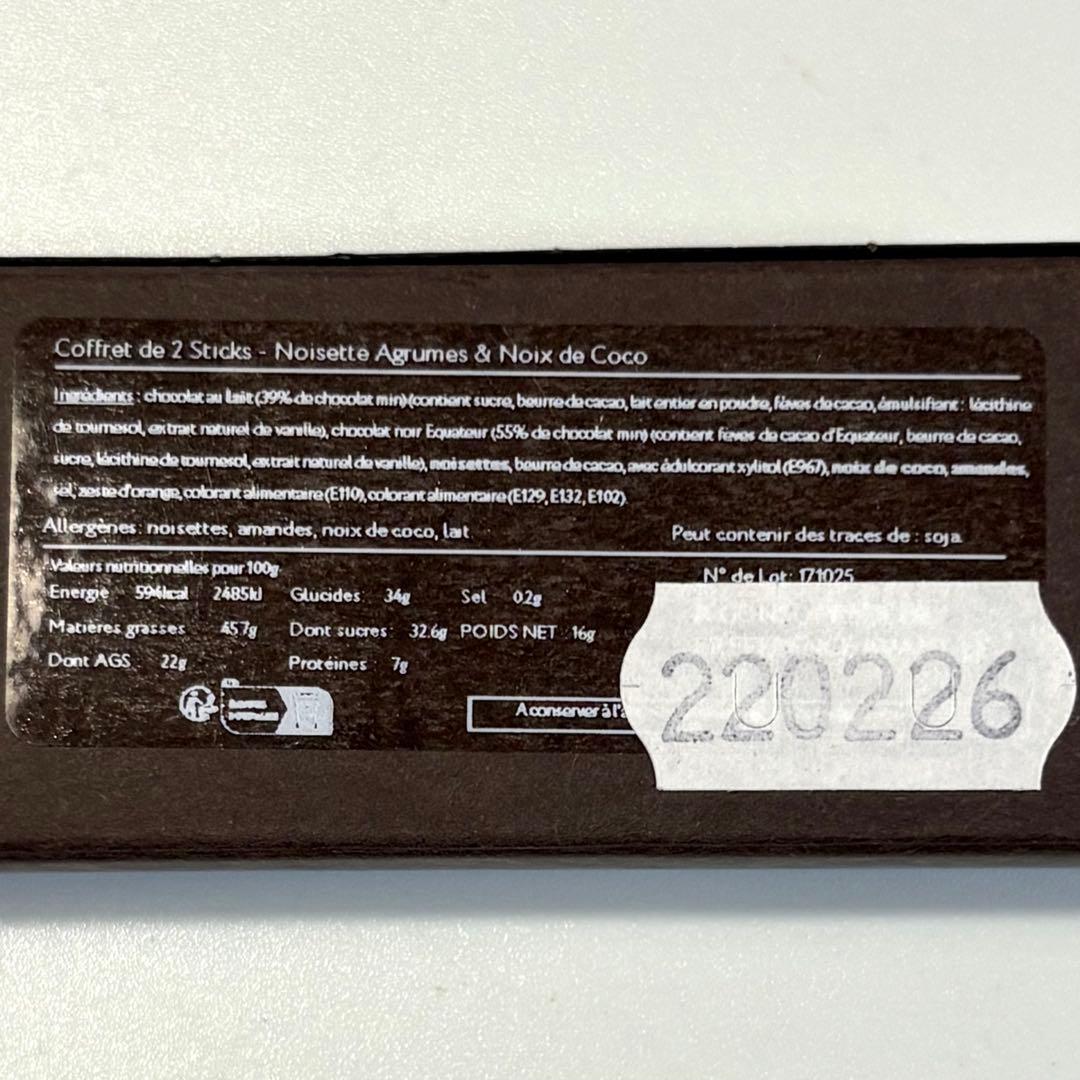 Coffret de 2 Sticks - Noisette Agrumes & Noix de Coco
Ingrédients : chocolat au lait (39% de chocolat min) (contient sucre, beurre de cacao, lait entier en poudre, fèves de cacao, émulsifiant : lécithine
de tournesol, extrait naturel de vanille), chocolat noir Equateur (55% de chocolat min) (contient feves de cacao d'Equateur, beurre de cacao,
sucre, lécithine de tournesol, extrait naturel de vanille), noisettes, beurre de cacao, avec édulcorant xylitol (E967), noix de coco, amandes,
sel, zeste d'orange, colorant alimentaire (E110), colorant alimentaire (E129, E132, E102).
Allergènes : noisettes, amandes, noix de coco, lait. Peut contenir des traces de : soja.
Valeurs nutritionnelles pour 100g N° de Lot : 171025
Energie 594kcal 2485kJ Glucides 34g Sel 0.2g
Matières grasses 45.7g Dont sucres : 32.6g POIDS NET 16g
Dont AGS 22g Protéines 7g
A conserver à l'a
220226